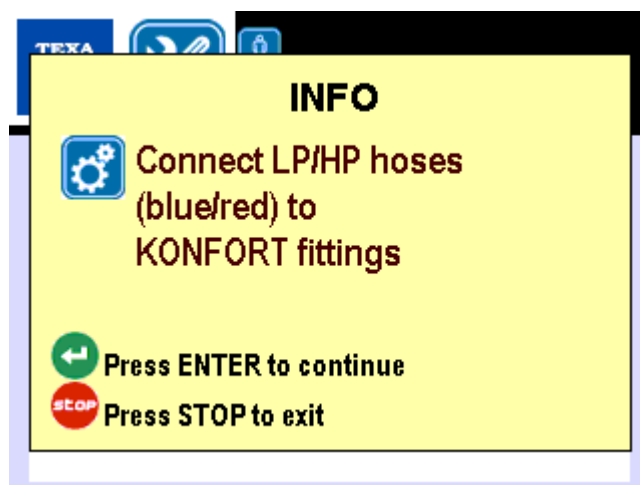 TEXA
INFO
Connect LP/HP hoses
(blue/red) to
KONFORT fittings
Press ENTER to continue
stop Press STOP to exit